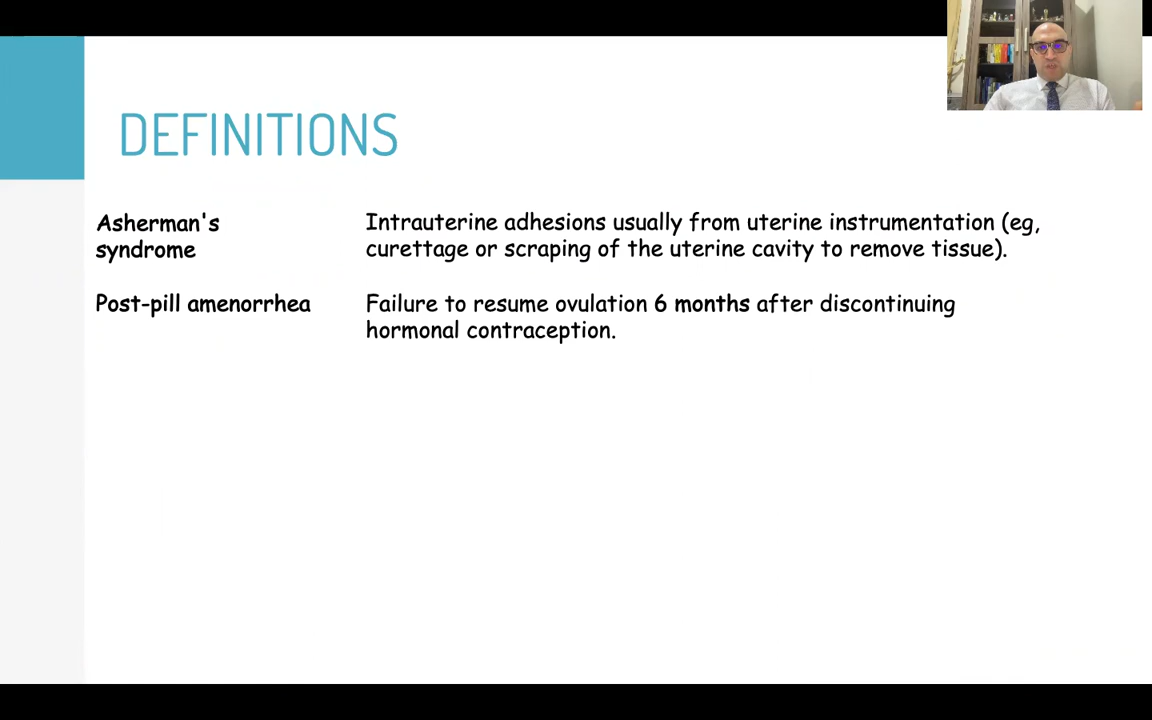 DEFINITIONS
Asherman's
syndrome
Intrauterine adhesions usually from uterine instrumentation (eg,
curettage or scraping of the uterine cavity to remove tissue).
Post-pill amenorrhea
Failure to resume ovulation 6 months after discontinuing
hormonal contraception.